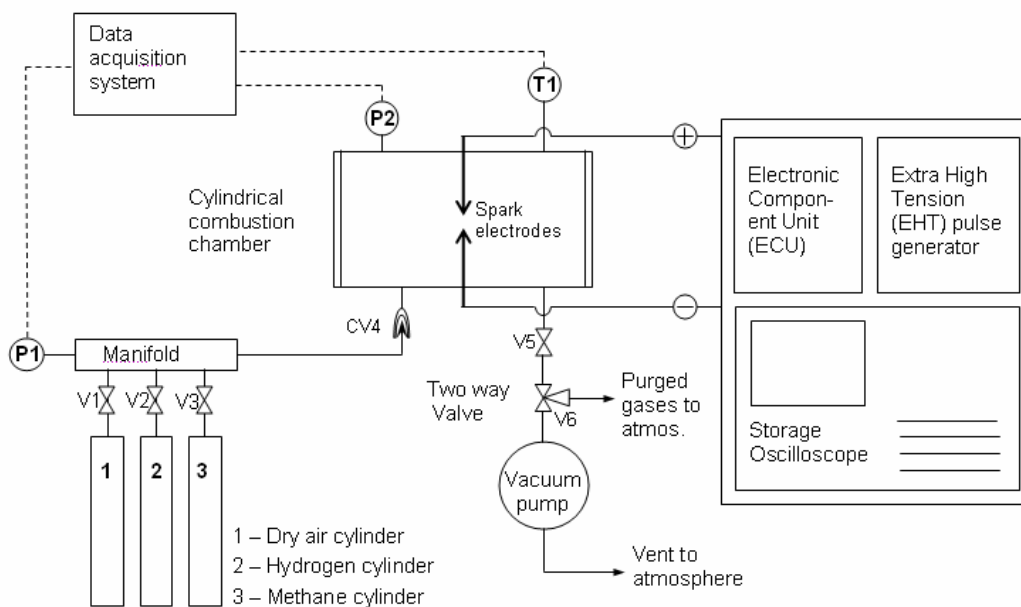 Data
acquisition
system
T1
P2
+
Cylindrical
combustion
chamber
Spark
electrodes
Electronic
Compon-
ent Unit
(ECU)
Extra High
Tension
(EHT) pulse
generator
−
CV4
P1
Manifold
V5
V1
V2
V3
Two way
Valve
V6
Purged
gases to
atmos.
Storage
Oscilloscope
1
2
3
Vacuum
pump
1 – Dry air cylinder
2 – Hydrogen cylinder
3 – Methane cylinder
Vent to
atmosphere